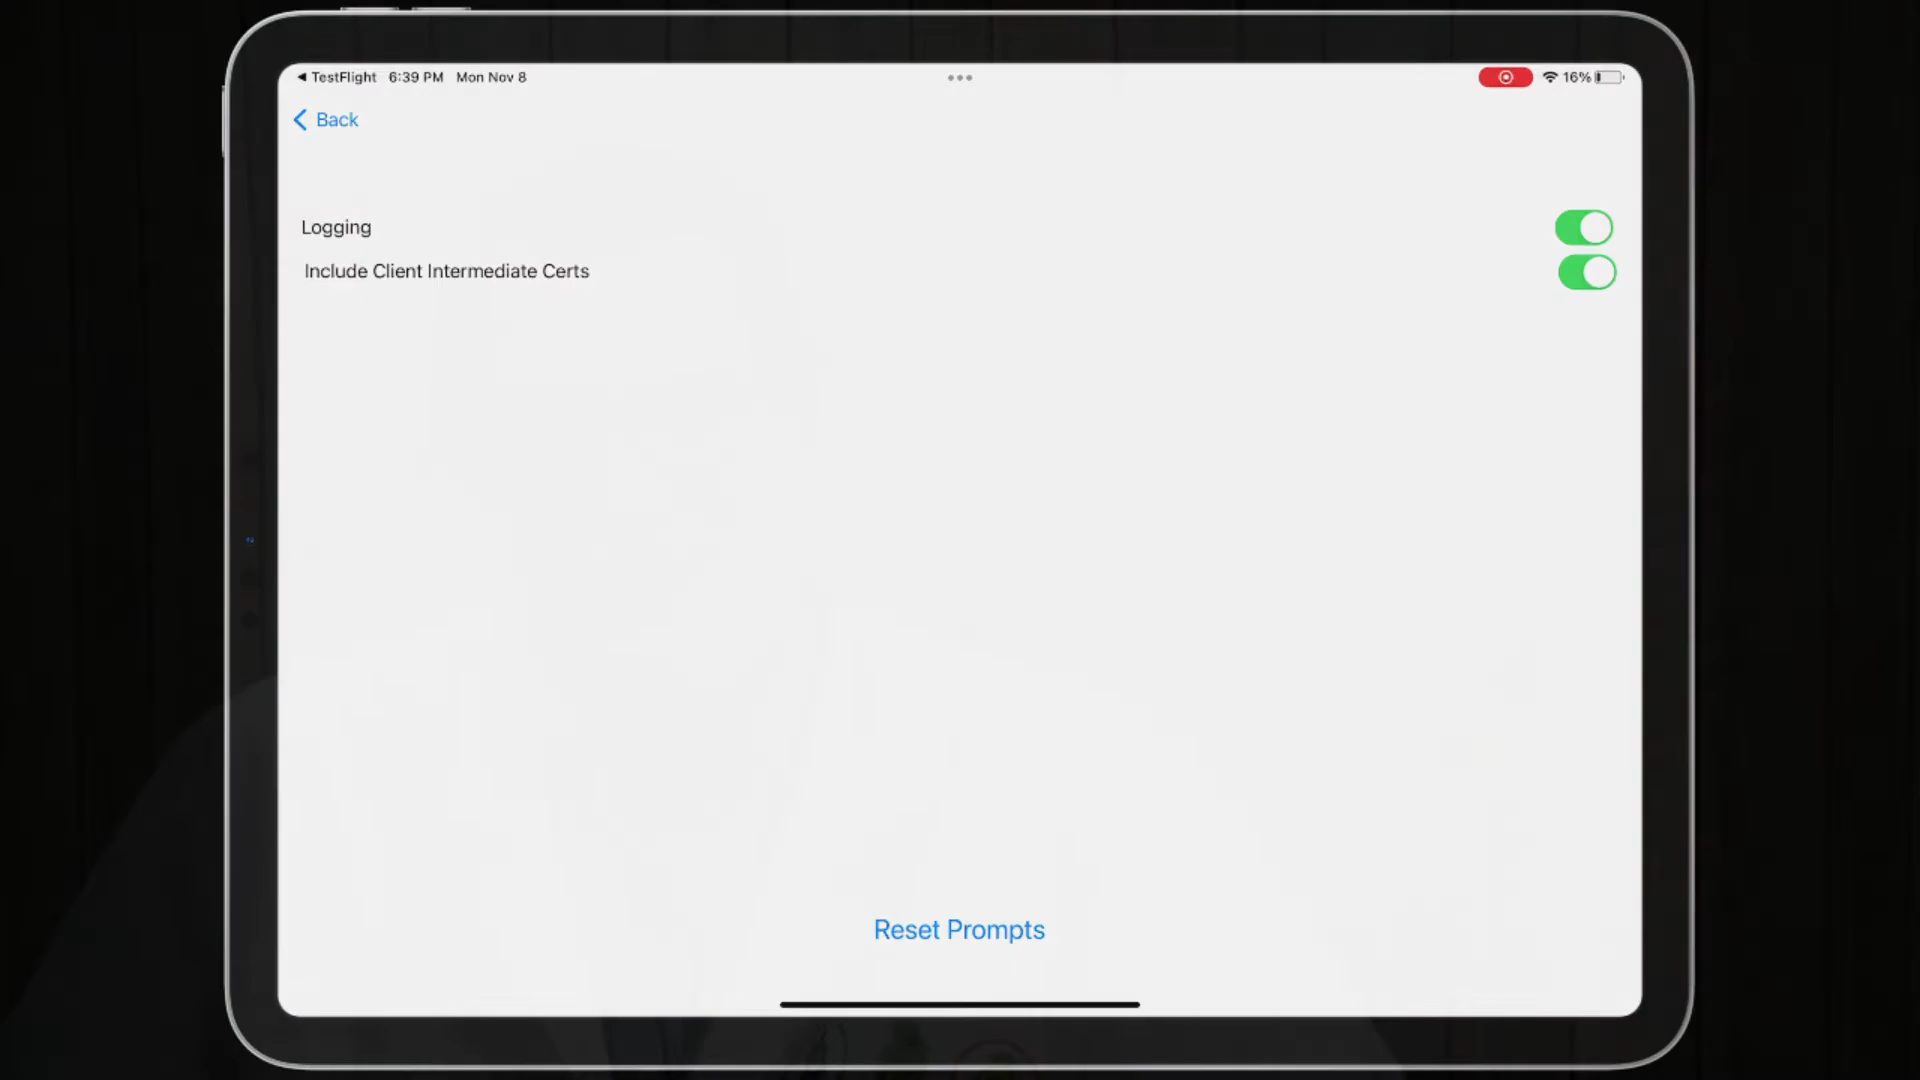 ◀ TestFlight 6:39 PM Mon Nov 8
16%
Back
Logging
Include Client Intermediate Certs
Reset Prompts